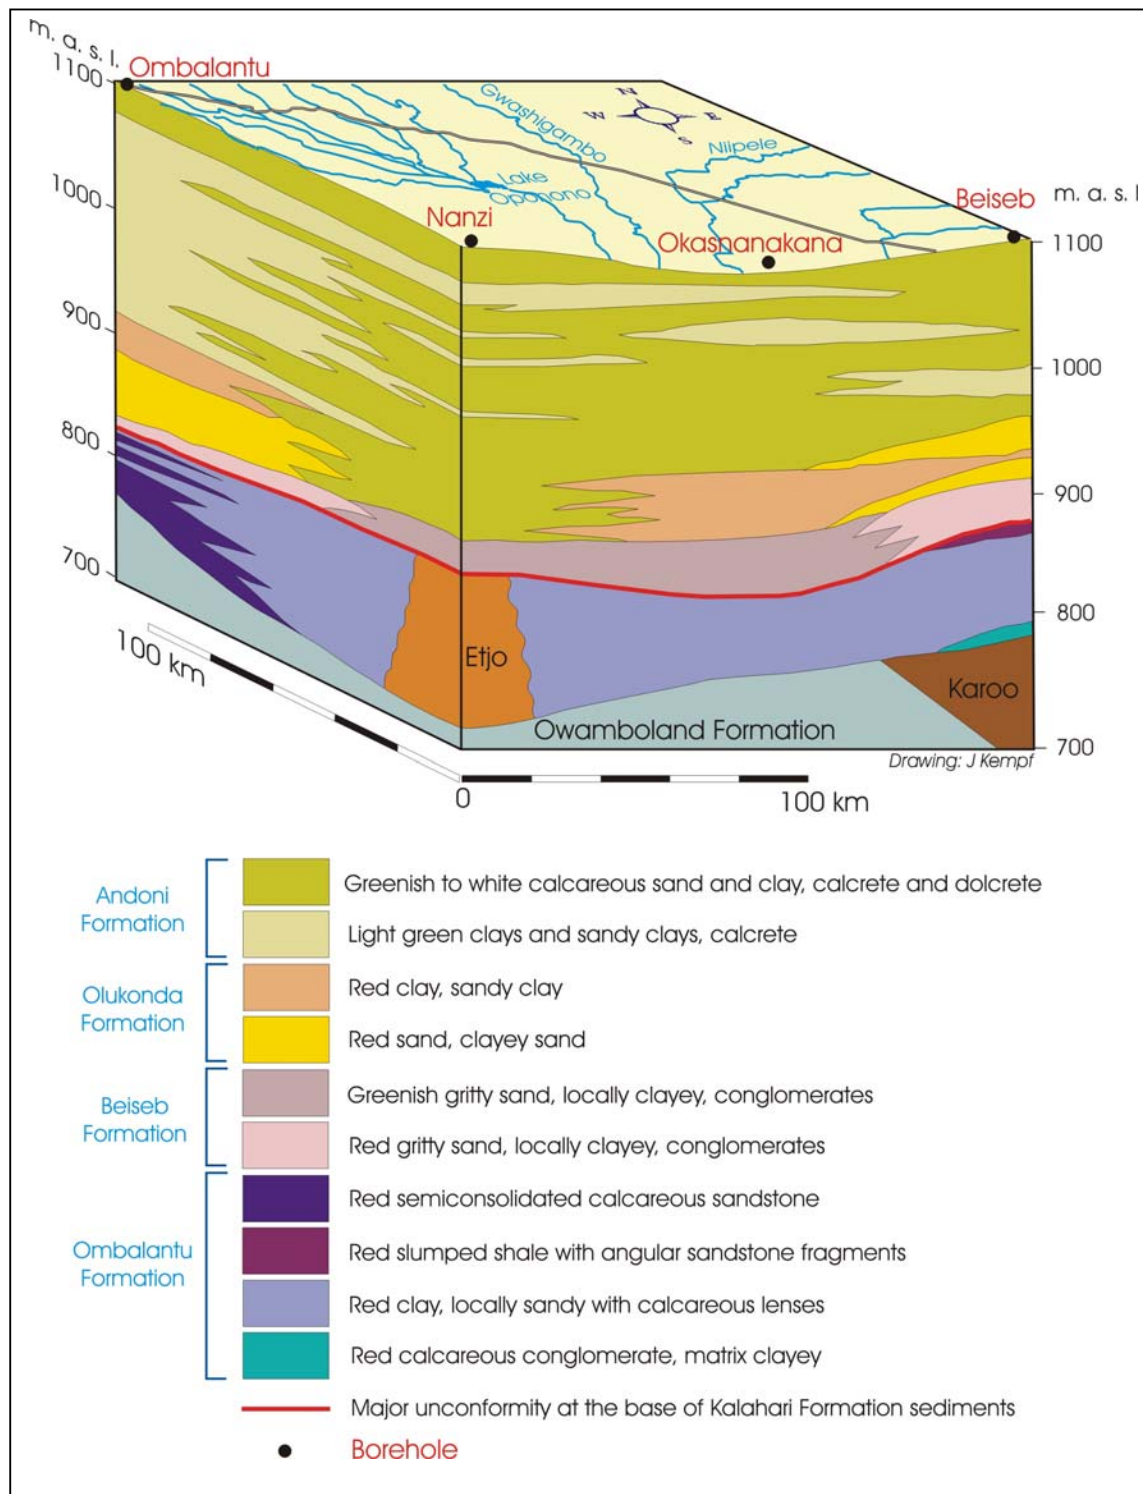 m. a. s. l.
1100
Ombalantu
1000
900
800
700
N
W
E
S
Gwashigambo
Niipele
Lake
Oponono
Nanzi
Okashanakana
Beiseb
m. a. s. l
1100
1000
900
800
700
Etjo
Karoo
Owamboland Formation
Drawing: J Kempf
100 km
0
100 km
Andoni
Formation
Greenish to white calcareous sand and clay, calcrete and dolcrete
Light green clays and sandy clays, calcrete
Olukonda
Formation
Red clay, sandy clay
Red sand, clayey sand
Beiseb
Formation
Greenish gritty sand, locally clayey, conglomerates
Red gritty sand, locally clayey, conglomerates
Ombalantu
Formation
Red semiconsolidated calcareous sandstone
Red slumped shale with angular sandstone fragments
Red clay, locally sandy with calcareous lenses
Red calcareous conglomerate, matrix clayey
Major unconformity at the base of Kalahari Formation sediments
Borehole